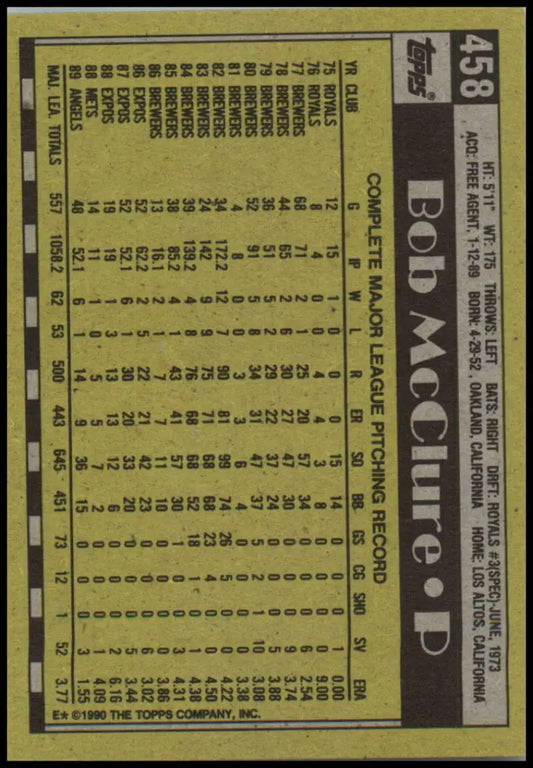 458
topps®
HT: 5'11" WT: 175 THROWS: LEFT BATS: RIGHT DRFT: ROYALS #3(SPEC)-JUNE, 1973
ACQ: FREE AGENT, 1-12-89 BORN: 4-29-52, OAKLAND, CALIFORNIA HOME: LOS ALTOS, CALIFORNIA
Bob McClure • P
COMPLETE MAJOR LEAGUE PITCHING RECORD
YR CLUB G IP W L R ER SO BB GS CG SHO SV ERA
75 ROYALS 12 15 1 0 0 0 15 14 0 0 0 1 0.00
76 ROYALS 8 4 0 0 4 4 3 8 0 0 0 0 9.00
77 BREWERS 68 71 2 1 25 20 57 34 0 0 0 6 2.54
78 BREWERS 44 65 2 6 30 27 47 30 0 0 0 9 3.74
79 BREWERS 36 51 5 2 29 22 37 24 0 0 0 5 3.88
80 BREWERS 52 91 5 8 34 31 47 37 5 2 1 10 3.08
81 BREWERS 4 8 0 0 3 3 6 4 0 0 0 0 3.38
82 BREWERS 34 172.2 12 7 90 81 99 74 26 5 0 0 4.22
83 BREWERS 24 142 9 9 75 71 68 68 23 4 0 0 4.50
84 BREWERS 39 139.2 4 8 76 68 68 52 18 1 0 1 4.38
85 BREWERS 38 85.2 4 1 43 41 57 30 1 0 0 3 4.31
86 BREWERS 13 16.1 2 1 7 7 11 10 0 0 0 0 3.86
86 EXPOS 52 62.2 2 5 22 21 42 23 0 0 0 6 3.02
87 EXPOS 52 52.1 6 1 30 20 33 20 0 0 0 5 3.44
88 EXPOS 19 19 1 3 13 13 12 6 0 0 0 2 6.16
88 METS 14 11 1 0 5 5 7 2 0 0 0 1 4.09
89 ANGELS 48 52.1 6 1 14 9 36 15 0 0 0 3 1.55
MAJ. LEA. TOTALS 557 1058.2 62 53 500 443 645 451 73 12 1 52 3.77
E* ©1990 THE TOPPS COMPANY, INC.